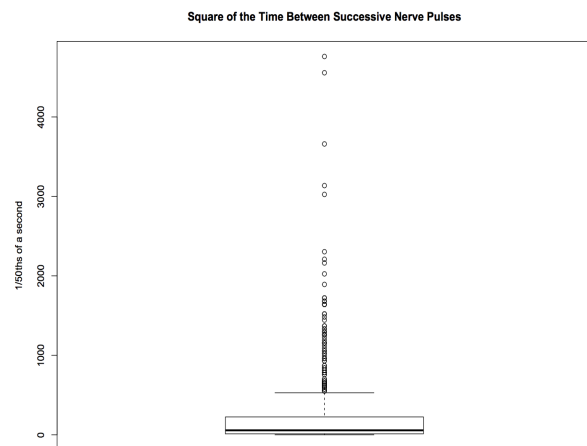 Square of the Time Between Successive Nerve Pulses
4000
3000
2000
1000
0
1/50ths of a second